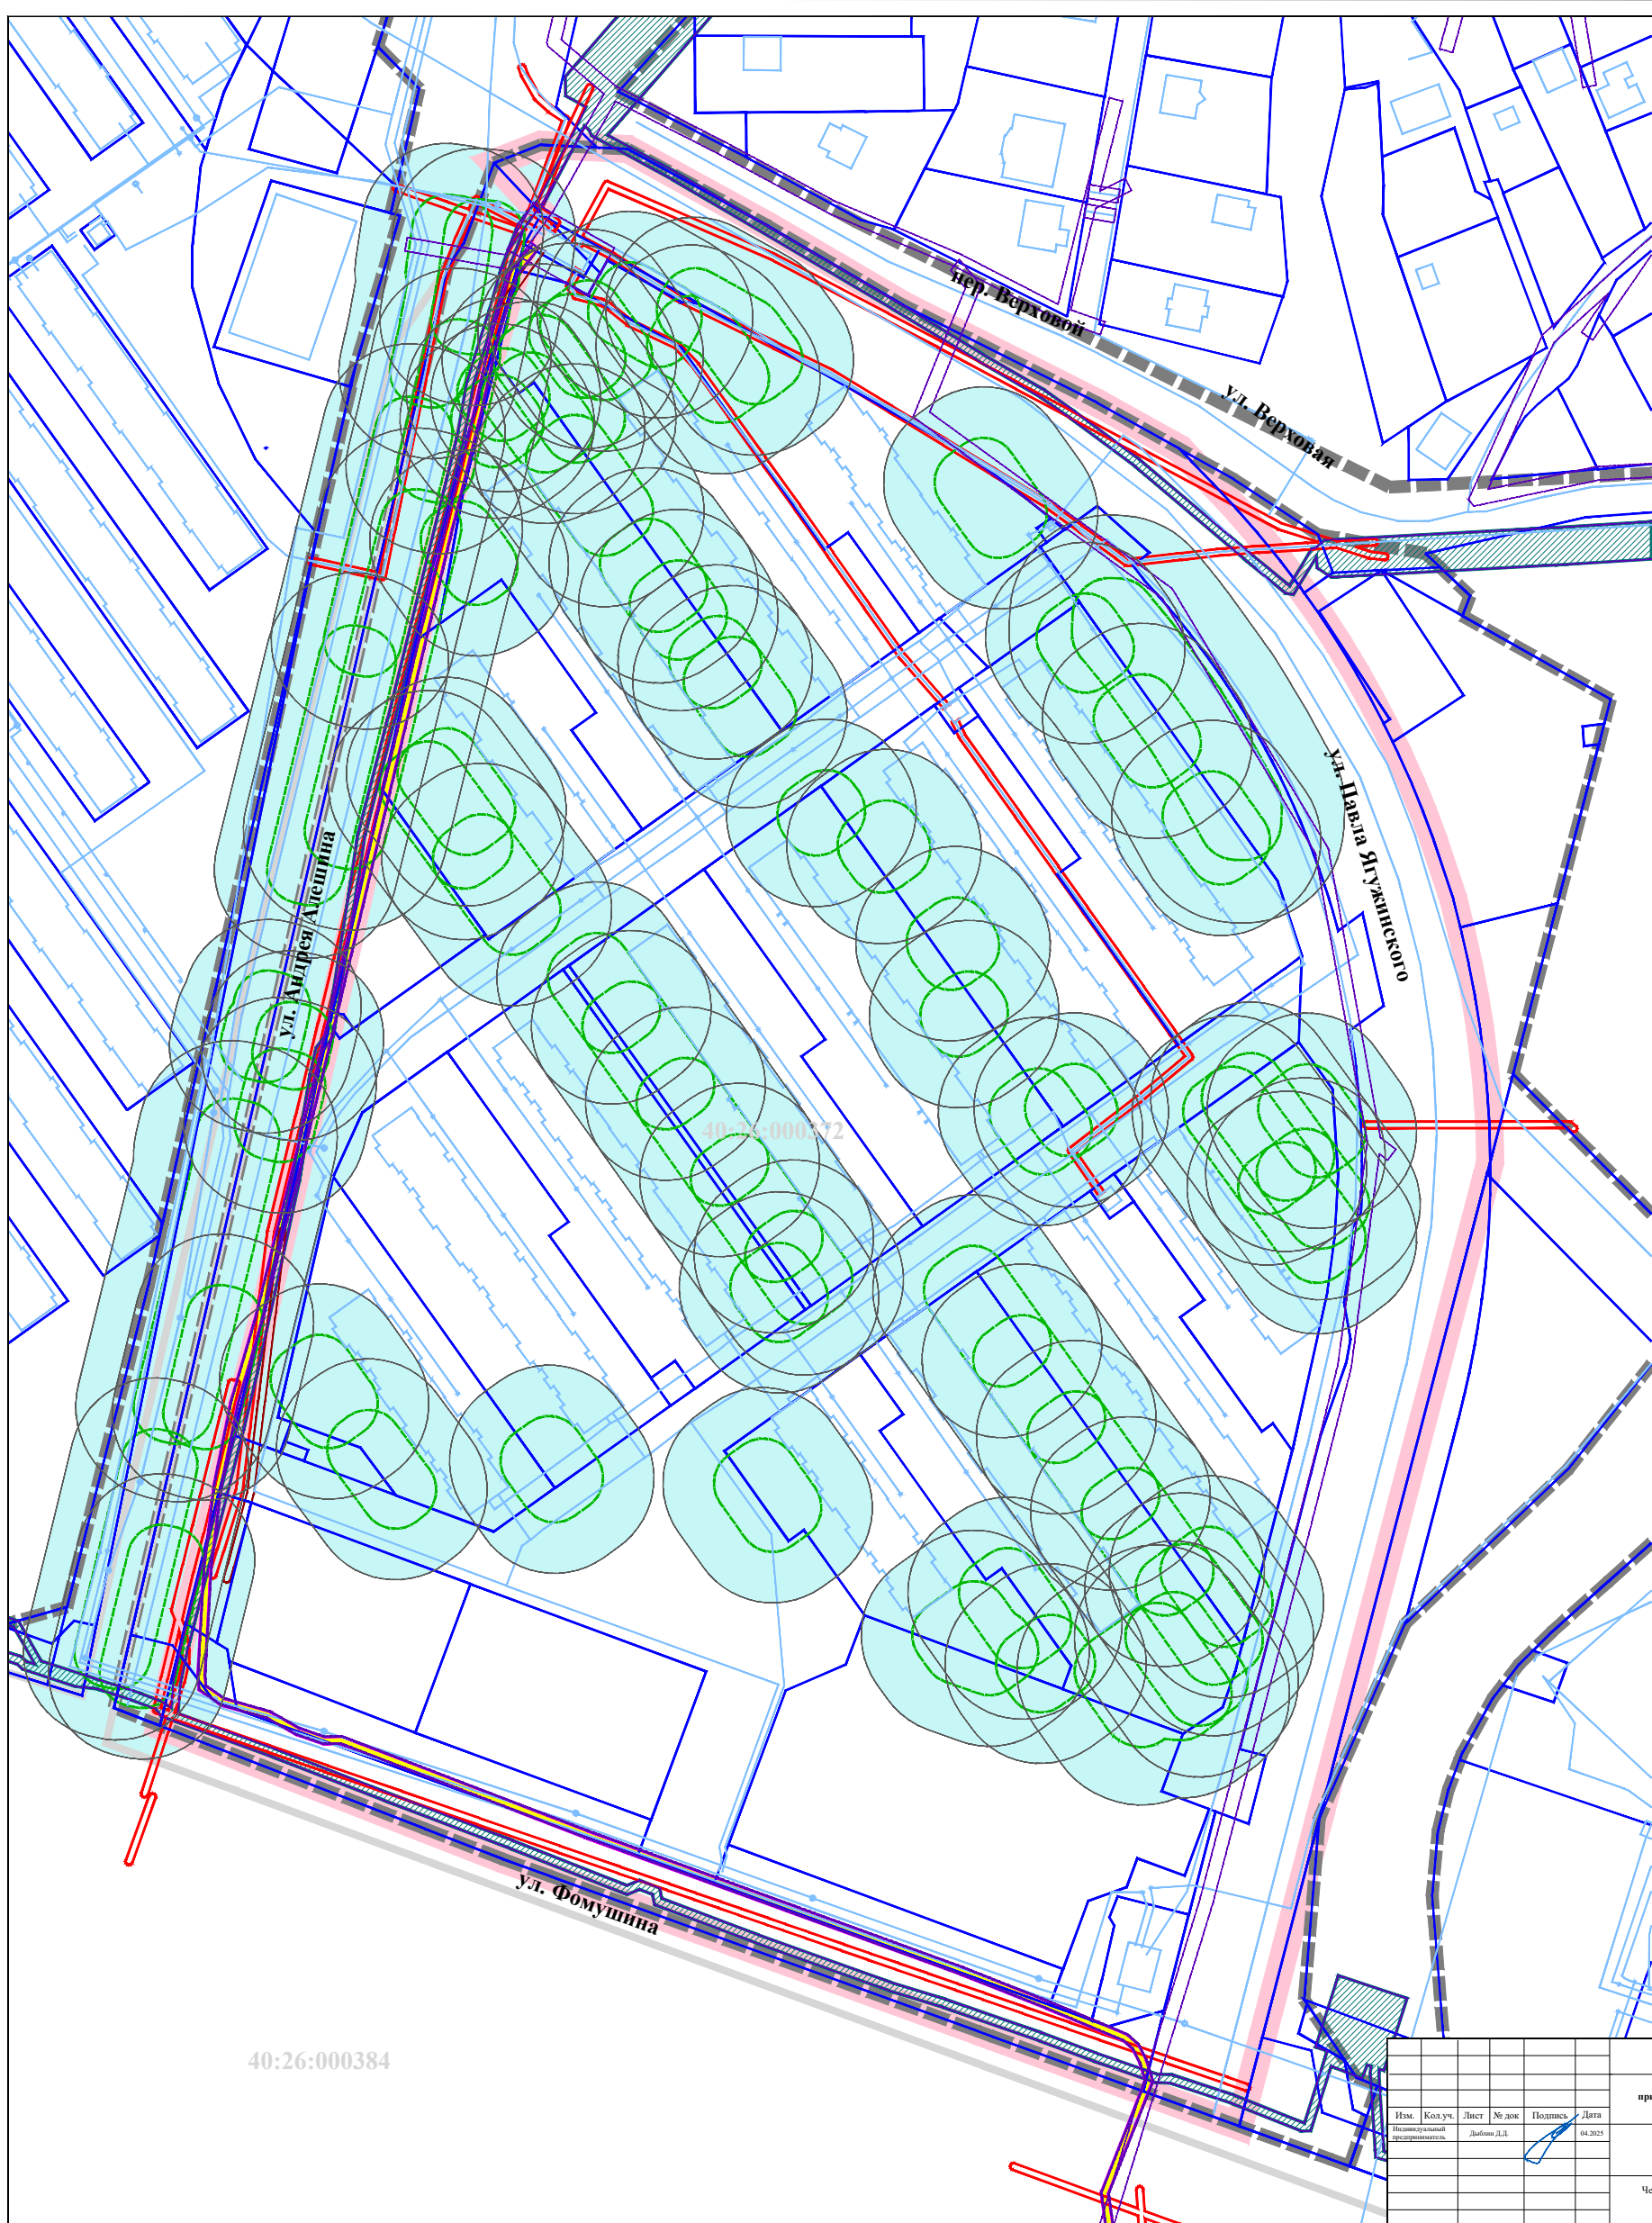 пер. Верховой
ул. Верховая
ул. Павла Ягужинского
ул. Андрея Алешина
40:26:000372
ул. Фомушина
40:26:000384
Изм. Кол.уч. Лист № док Подпись Дата
Индивидуальный предприниматель Дыблин Д.Д. 04.2025